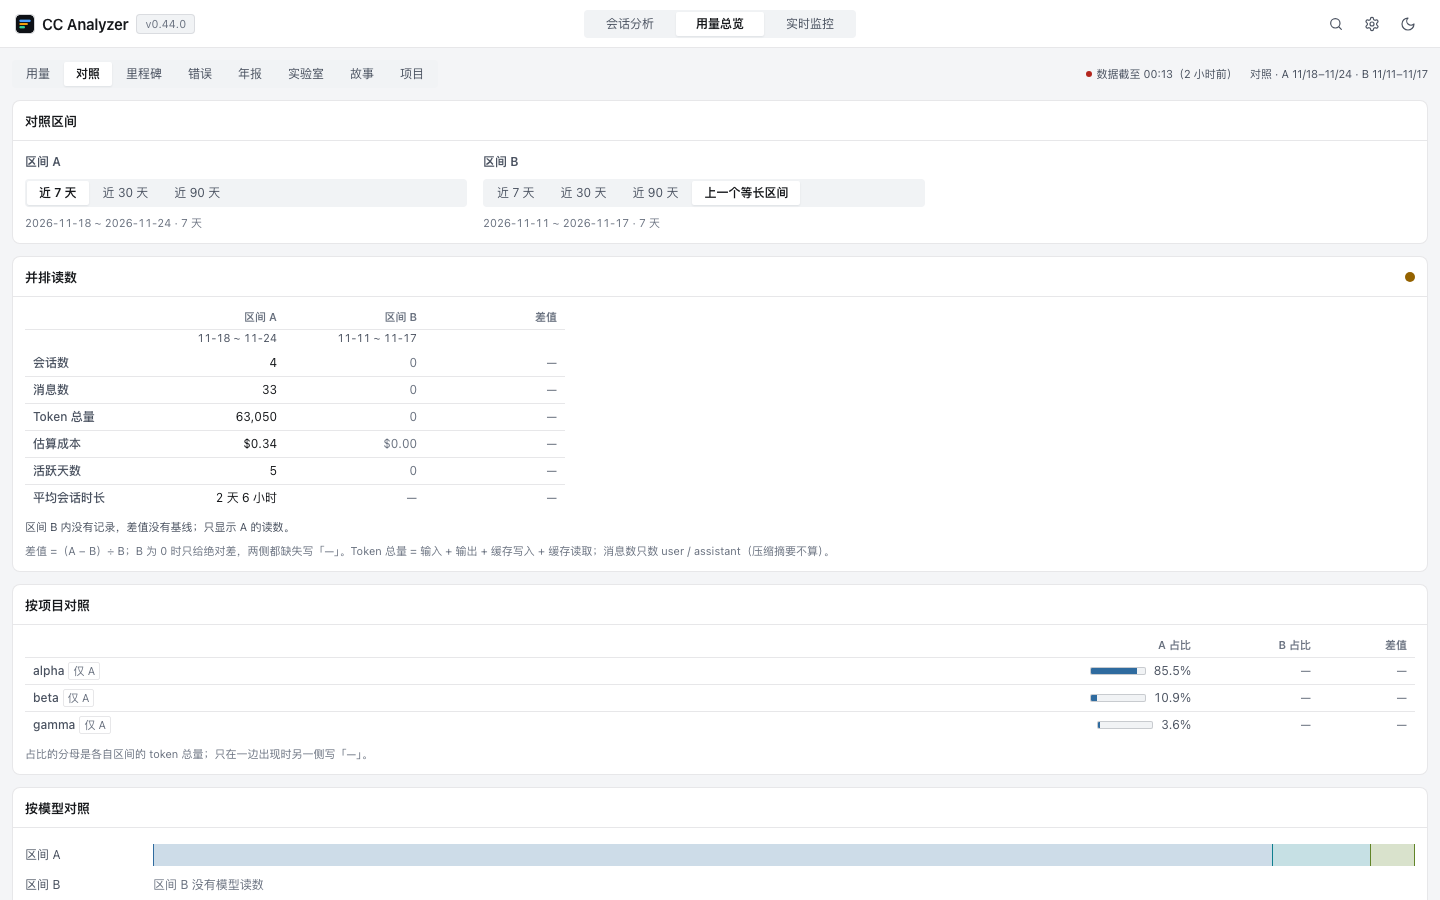 CC Analyzer v0.44.0 会话分析 用量总览 实时监控
用量 对照 里程碑 错误 年报 实验室 故事 项目 数据截至 00:13（2 小时前） 对照 · A 11/18–11/24 · B 11/11–11/17
对照区间
区间 A 区间 B
近 7 天 近 30 天 近 90 天 近 7 天 近 30 天 近 90 天 上一个等长区间
2026-11-18 ~ 2026-11-24 · 7 天 2026-11-11 ~ 2026-11-17 · 7 天
并排读数
区间 A 区间 B 差值
11-18 ~ 11-24 11-11 ~ 11-17
会话数 4 0 —
消息数 33 0 —
Token 总量 63,050 0 —
估算成本 $0.34 $0.00 —
活跃天数 5 0 —
平均会话时长 2 天 6 小时 — —
区间 B 内没有记录，差值没有基线；只显示 A 的读数。
差值 =（A − B）÷ B；B 为 0 时只给绝对差，两侧都缺失写「—」。Token 总量 = 输入 + 输出 + 缓存写入 + 缓存读取；消息数只数 user / assistant（压缩摘要不算）。
按项目对照
A 占比 B 占比 差值
alpha 仅 A 85.5% — —
beta 仅 A 10.9% — —
gamma 仅 A 3.6% — —
占比的分母是各自区间的 token 总量；只在一边出现时另一侧写「—」。
按模型对照
区间 A
区间 B 区间 B 没有模型读数